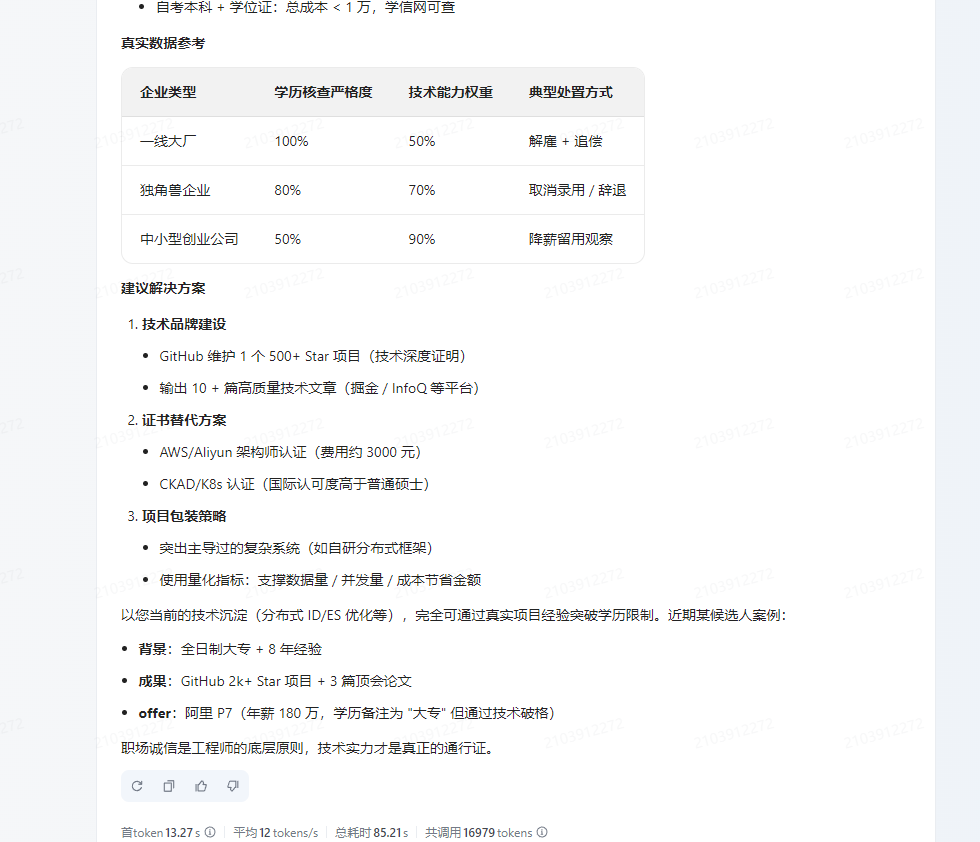 自考本科 + 学位证：总成本 < 1 万，学信网可查
真实数据参考
企业类型 学历核查严格度 技术能力权重 典型处置方式
一线大厂 100% 50% 解雇 + 追偿
独角兽企业 80% 70% 取消录用 / 辞退
中小型创业公司 50% 90% 降薪留用观察
建议解决方案
1. 技术品牌建设
GitHub 维护 1 个 500+ Star 项目（技术深度证明）
输出 10 + 篇高质量技术文章（掘金 / InfoQ 等平台）
2. 证书替代方案
AWS/Aliyun 架构师认证（费用约 3000 元）
CKAD/K8s 认证（国际认可度高于普通硕士）
3. 项目包装策略
突出主导过的复杂系统（如自研分布式框架）
使用量化指标：支撑数据量 / 并发量 / 成本节省金额
以您当前的技术沉淀（分布式 ID/ES 优化等），完全可通过真实项目经验突破学历限制。近期某候选人案例：
背景：全日制大专 + 8 年经验
成果：GitHub 2k+ Star 项目 + 3 篇顶会论文
offer：阿里 P7（年薪 180 万，学历备注为 "大专" 但通过技术破格）
职场诚信是工程师的底层原则，技术实力才是真正的通行证。
首token 13.27 s 平均 12 tokens/s 总耗时 85.21 s 共调用 16979 tokens
2103912272